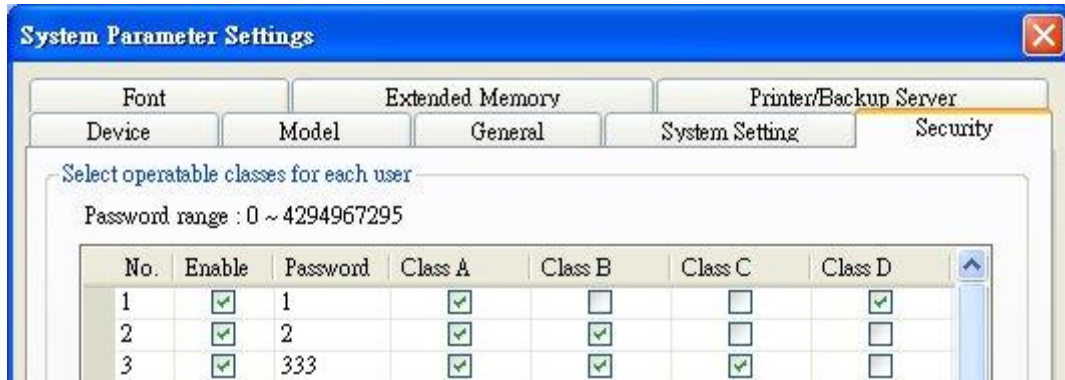 System Parameter Settings
Font Extended Memory Printer/Backup Server
Device Model General System Setting Security
Select operatable classes for each user
Password range : 0 ~ 4294967295
No. Enable Password Class A Class B Class C Class D
1 1
2 2
3 333